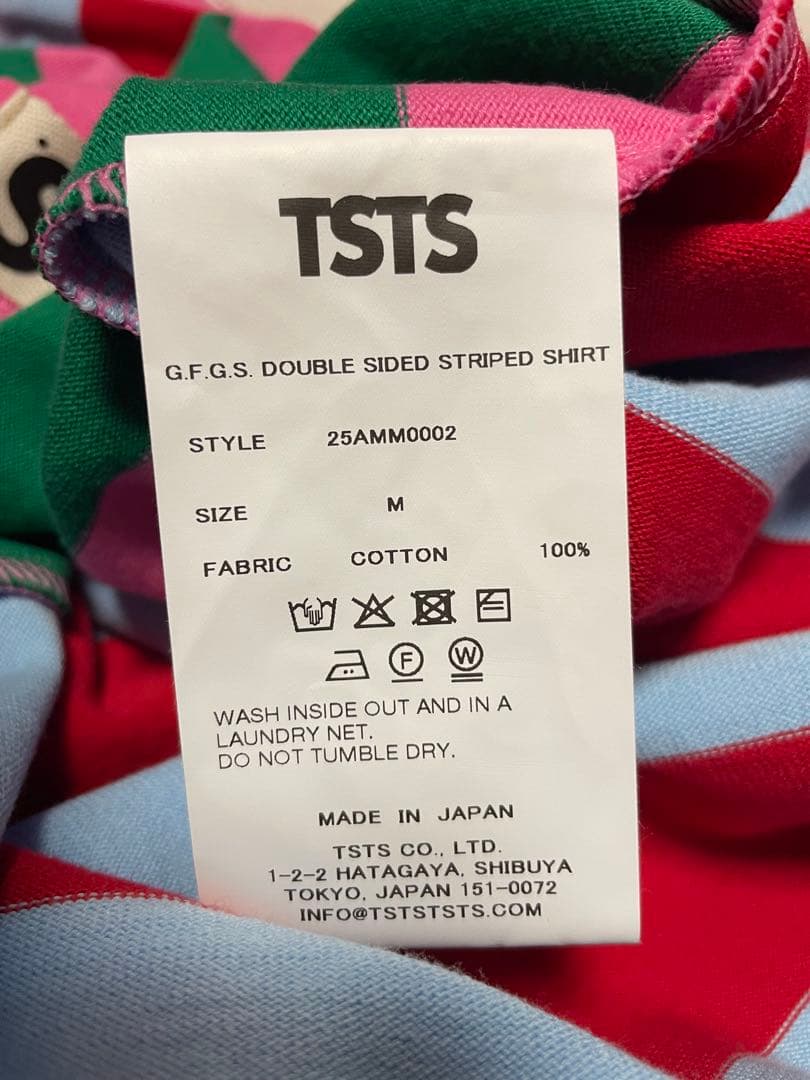 TSTS
G.F.G.S. DOUBLE SIDED STRIPED SHIRT
STYLE 25AMM0002
SIZE M
FABRIC COTTON 100%
F W
WASH INSIDE OUT AND IN A
LAUNDRY NET.
DO NOT TUMBLE DRY.
MADE IN JAPAN
TSTS CO., LTD.
1-2-2 HATAGAYA, SHIBUYA
TOKYO, JAPAN 151-0072
INFO@TSTSTSTS.COM
S